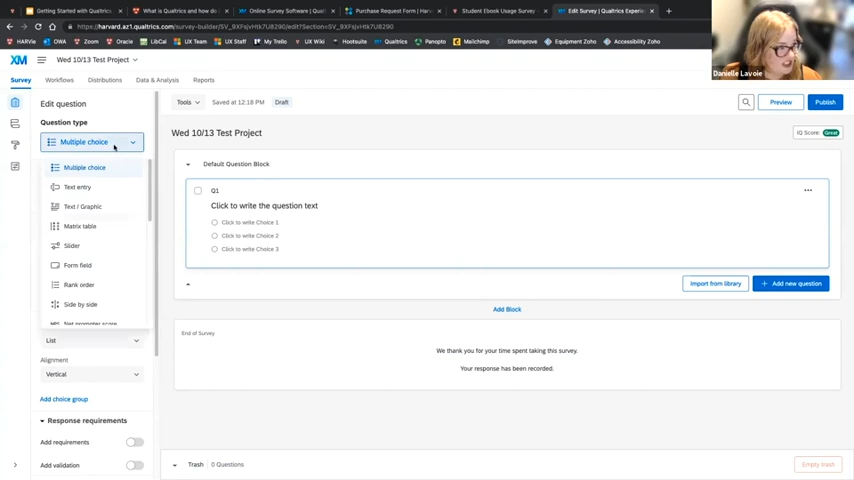 Getting Started with Qualtrics
What is Qualtrics and how do
Online Survey Software | Qual
Purchase Request Form | Harv
Student Ebook Usage Survey
Edit Survey | Qualtrics Experien
https://harvard.az1.qualtrics.com/survey-builder/SV_9XFsjvHtk7U8290/edit?Section=SV_9XFsjvHtk7U8290
HARVie
OWA
Zoom
Oracle
LibCal
UX Team
UX Staff
My Trello
UX Wiki
Hootsuite
Qualtrics
Panopto
Mailchimp
SiteImprove
Equipment Zoho
Accessibility Zoho
Danielle Lavoie
XM
Wed 10/13 Test Project
Survey
Workflows
Distributions
Data & Analysis
Reports
Edit question
Question type
Multiple choice
Multiple choice
Text entry
Text / Graphic
Matrix table
Slider
Form field
Rank order
Side by side
Net promoter score
List
Alignment
Vertical
Add choice group
Response requirements
Add requirements
Add validation
Tools
Saved at 12:18 PM
Draft
Preview
Publish
Wed 10/13 Test Project
IQ Score: Great
Default Question Block
Q1
Click to write the question text
Click to write Choice 1
Click to write Choice 2
Click to write Choice 3
Import from library
Add new question
Add Block
End of Survey
We thank you for your time spent taking this survey.
Your response has been recorded.
Trash
0 Questions
Empty trash